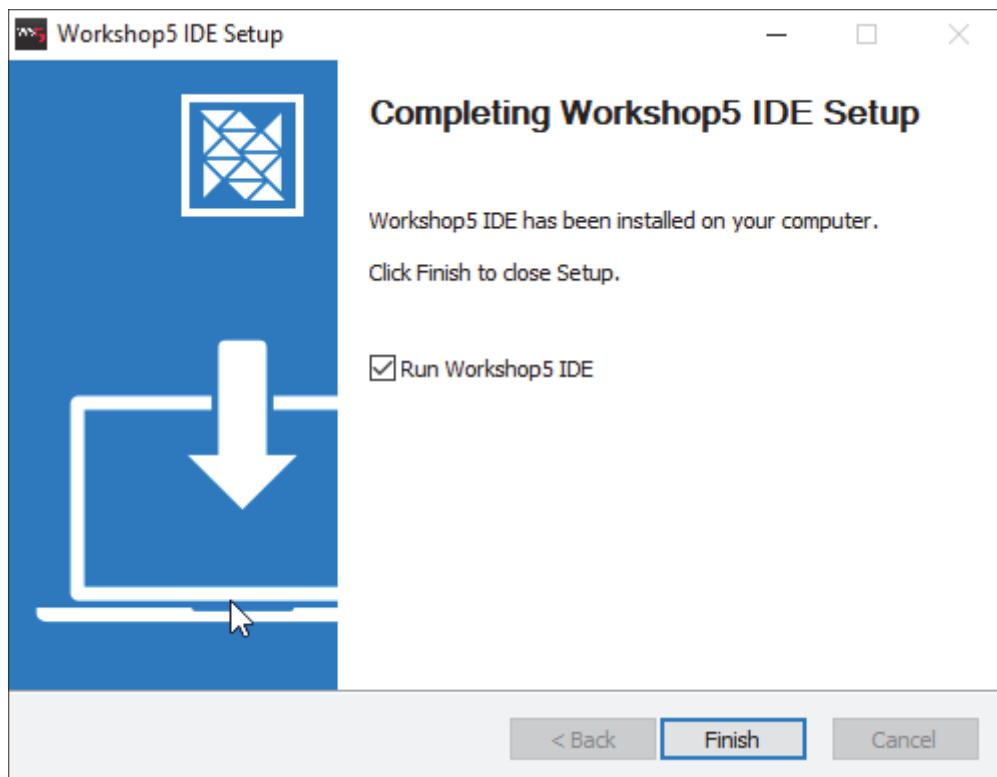 Workshop5 IDE Setup
Completing Workshop5 IDE Setup
Workshop5 IDE has been installed on your computer.
Click Finish to close Setup.
Run Workshop5 IDE
< Back
Finish
Cancel